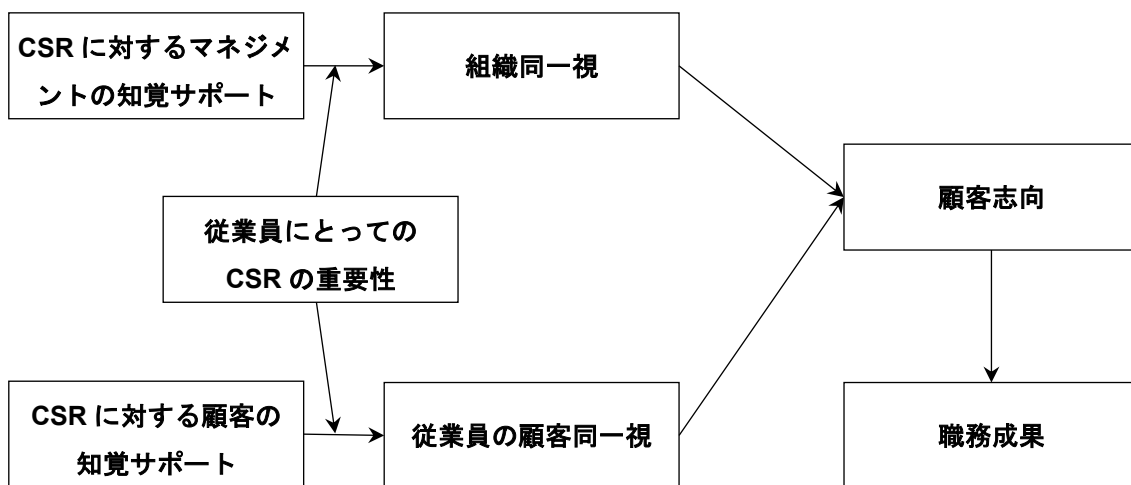 CSR に対するマネジメ
ントの知覚サポート
組織同一視
顧客志向
従業員にとっての
CSR の重要性
CSR に対する顧客の
知覚サポート
従業員の顧客同一視
職務成果